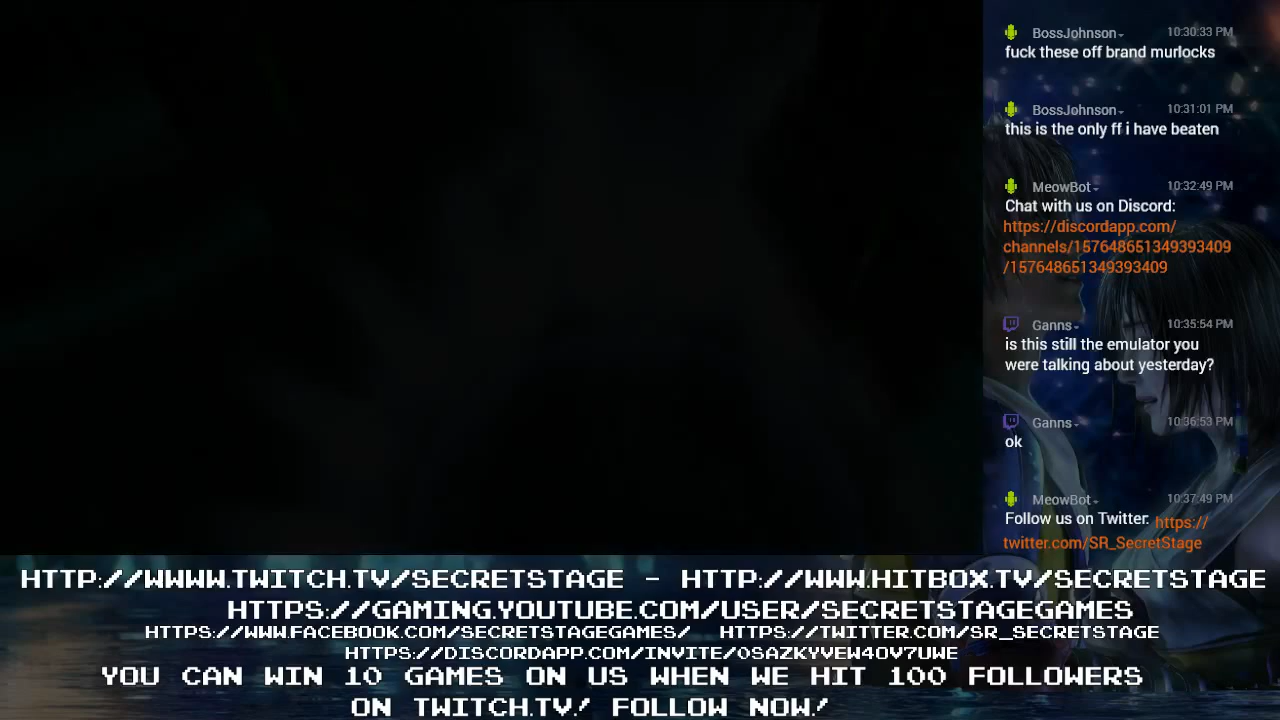 BossJohnson 10:30:33 PM
fuck these off brand murlocks
BossJohnson 10:31:01 PM
this is the only ff i have beaten
MeowBot 10:32:49 PM
Chat with us on Discord:
https://discordapp.com/
channels/157648651349393409
/157648651349393409
Ganns 10:35:54 PM
is this still the emulator you
were talking about yesterday?
Ganns 10:36:53 PM
ok
MeowBot 10:37:49 PM
Follow us on Twitter: https://
twitter.com/SR_SecretStage
HTTP://WWWW.TWITCH.TV/SECRETSTAGE - HTTP://WWW.HITBOX.TV/SECRETSTAGE
HTTPS://GAMING.YOUTUBE.COM/USER/SECRETSTAGEGAMES
HTTPS://WWW.FACEBOOK.COM/SECRETSTAGEGAMES/ HTTPS://TWITTER.COM/SR_SECRETSTAGE
HTTPS://DISCORDAPP.COM/INVITE/0SAZKYVEW4OV7UWE
YOU CAN WIN 10 GAMES ON US WHEN WE HIT 100 FOLLOWERS
ON TWITCH.TV! FOLLOW NOW!